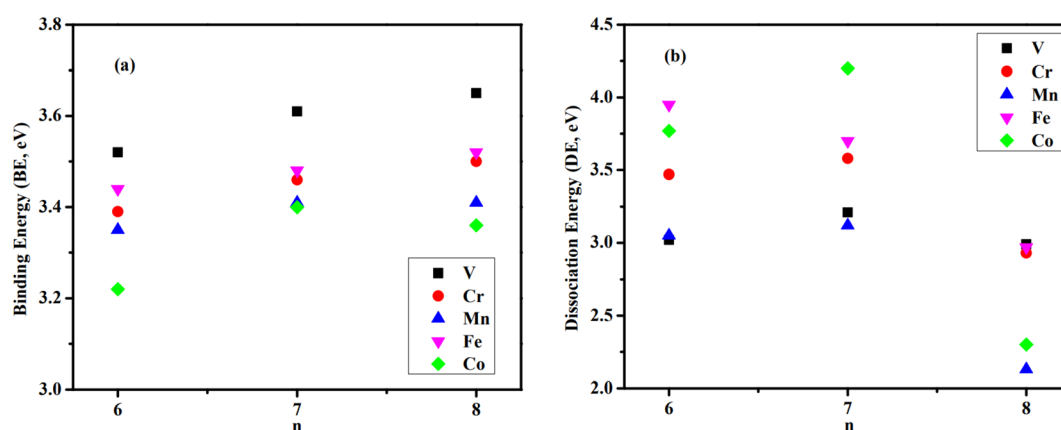 3.8
(a)
3.6
3.4
3.2
3.0
Binding Energy (BE, eV)
V
Cr
Mn
Fe
Co
6
7
8
n
4.5
(b)
4.0
3.5
3.0
2.5
2.0
Dissociation Energy (DE, eV)
V
Cr
Mn
Fe
Co
6
7
8
n